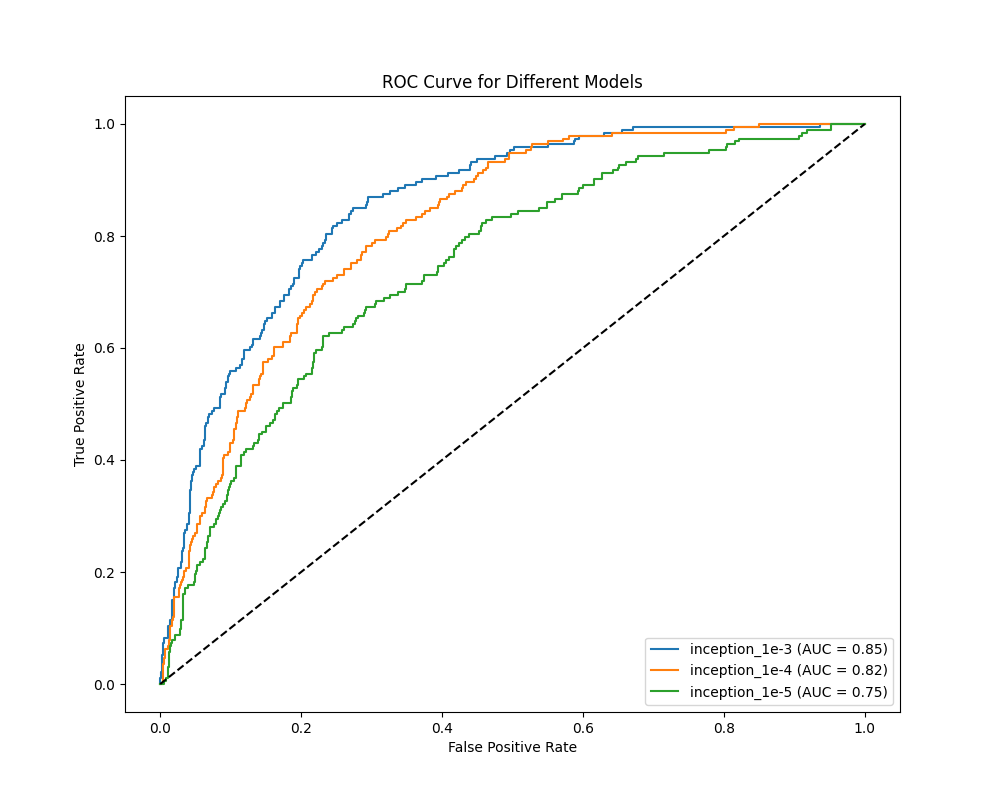 ROC Curve for Different Models
1.0
0.8
0.6
0.4
0.2
0.0
True Positive Rate
0.0 0.2 0.4 0.6 0.8 1.0
False Positive Rate
inception_1e-3 (AUC = 0.85)
inception_1e-4 (AUC = 0.82)
inception_1e-5 (AUC = 0.75)